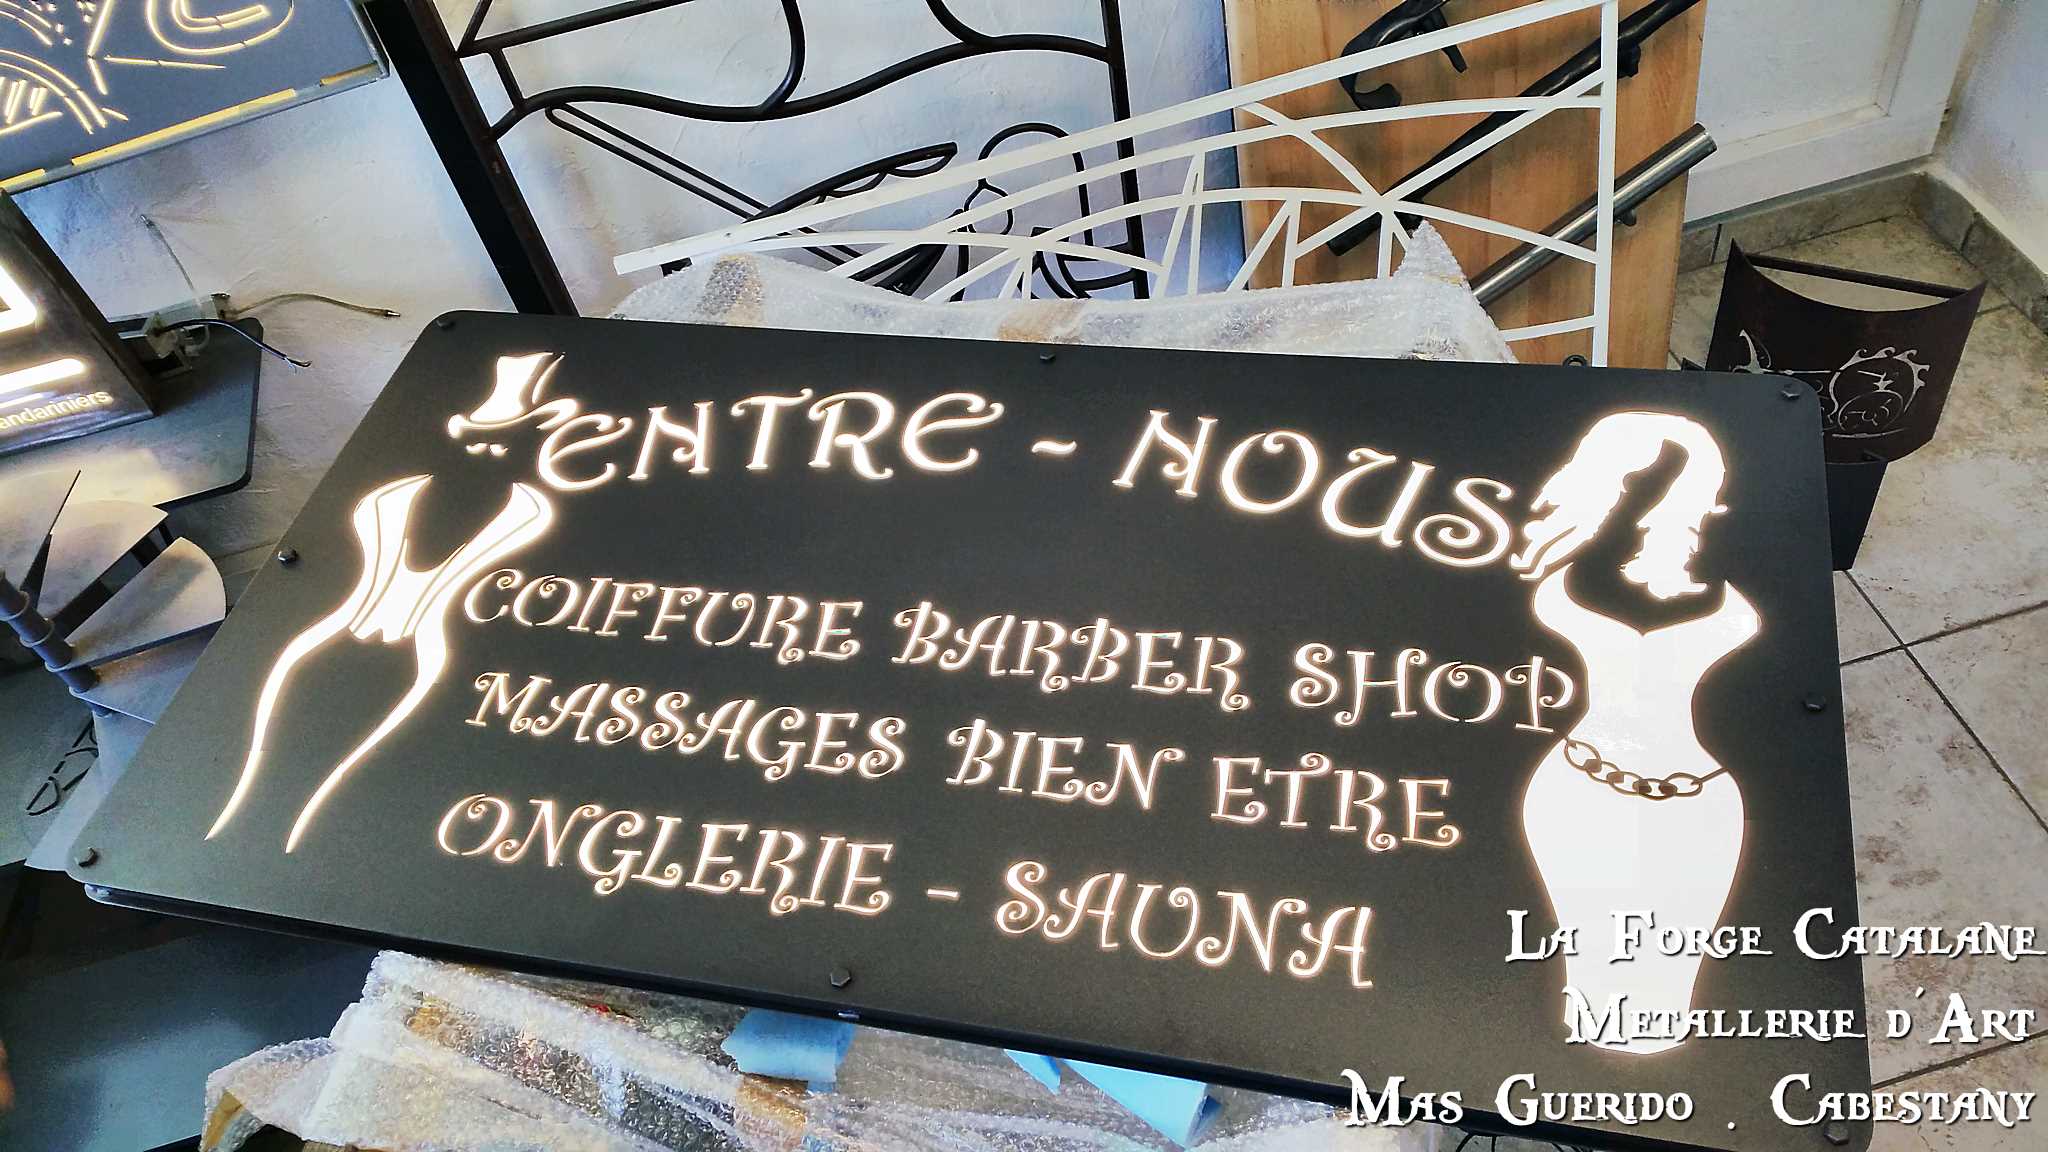 ENTRE - NOUS
COIFFURE BARBER SHOP
MASSAGES BIEN ETRE
ONGLERIE - SAUNA
La Forge Catalane
Metallerie d'Art
Mas Guerido . Cabestany